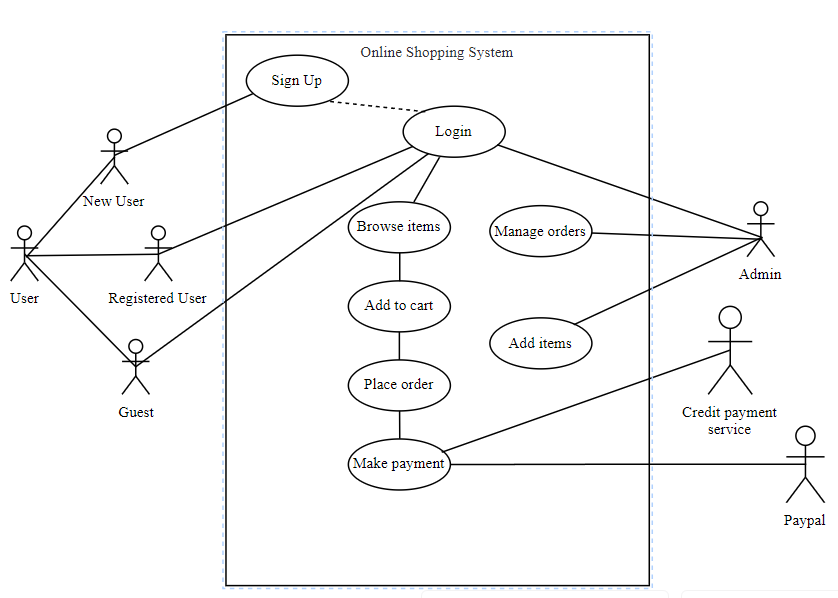 Online Shopping System
Sign Up
Login
New User
Browse items
Manage orders
User
Registered User
Admin
Add to cart
Add items
Place order
Guest
Credit payment
service
Make payment
Paypal